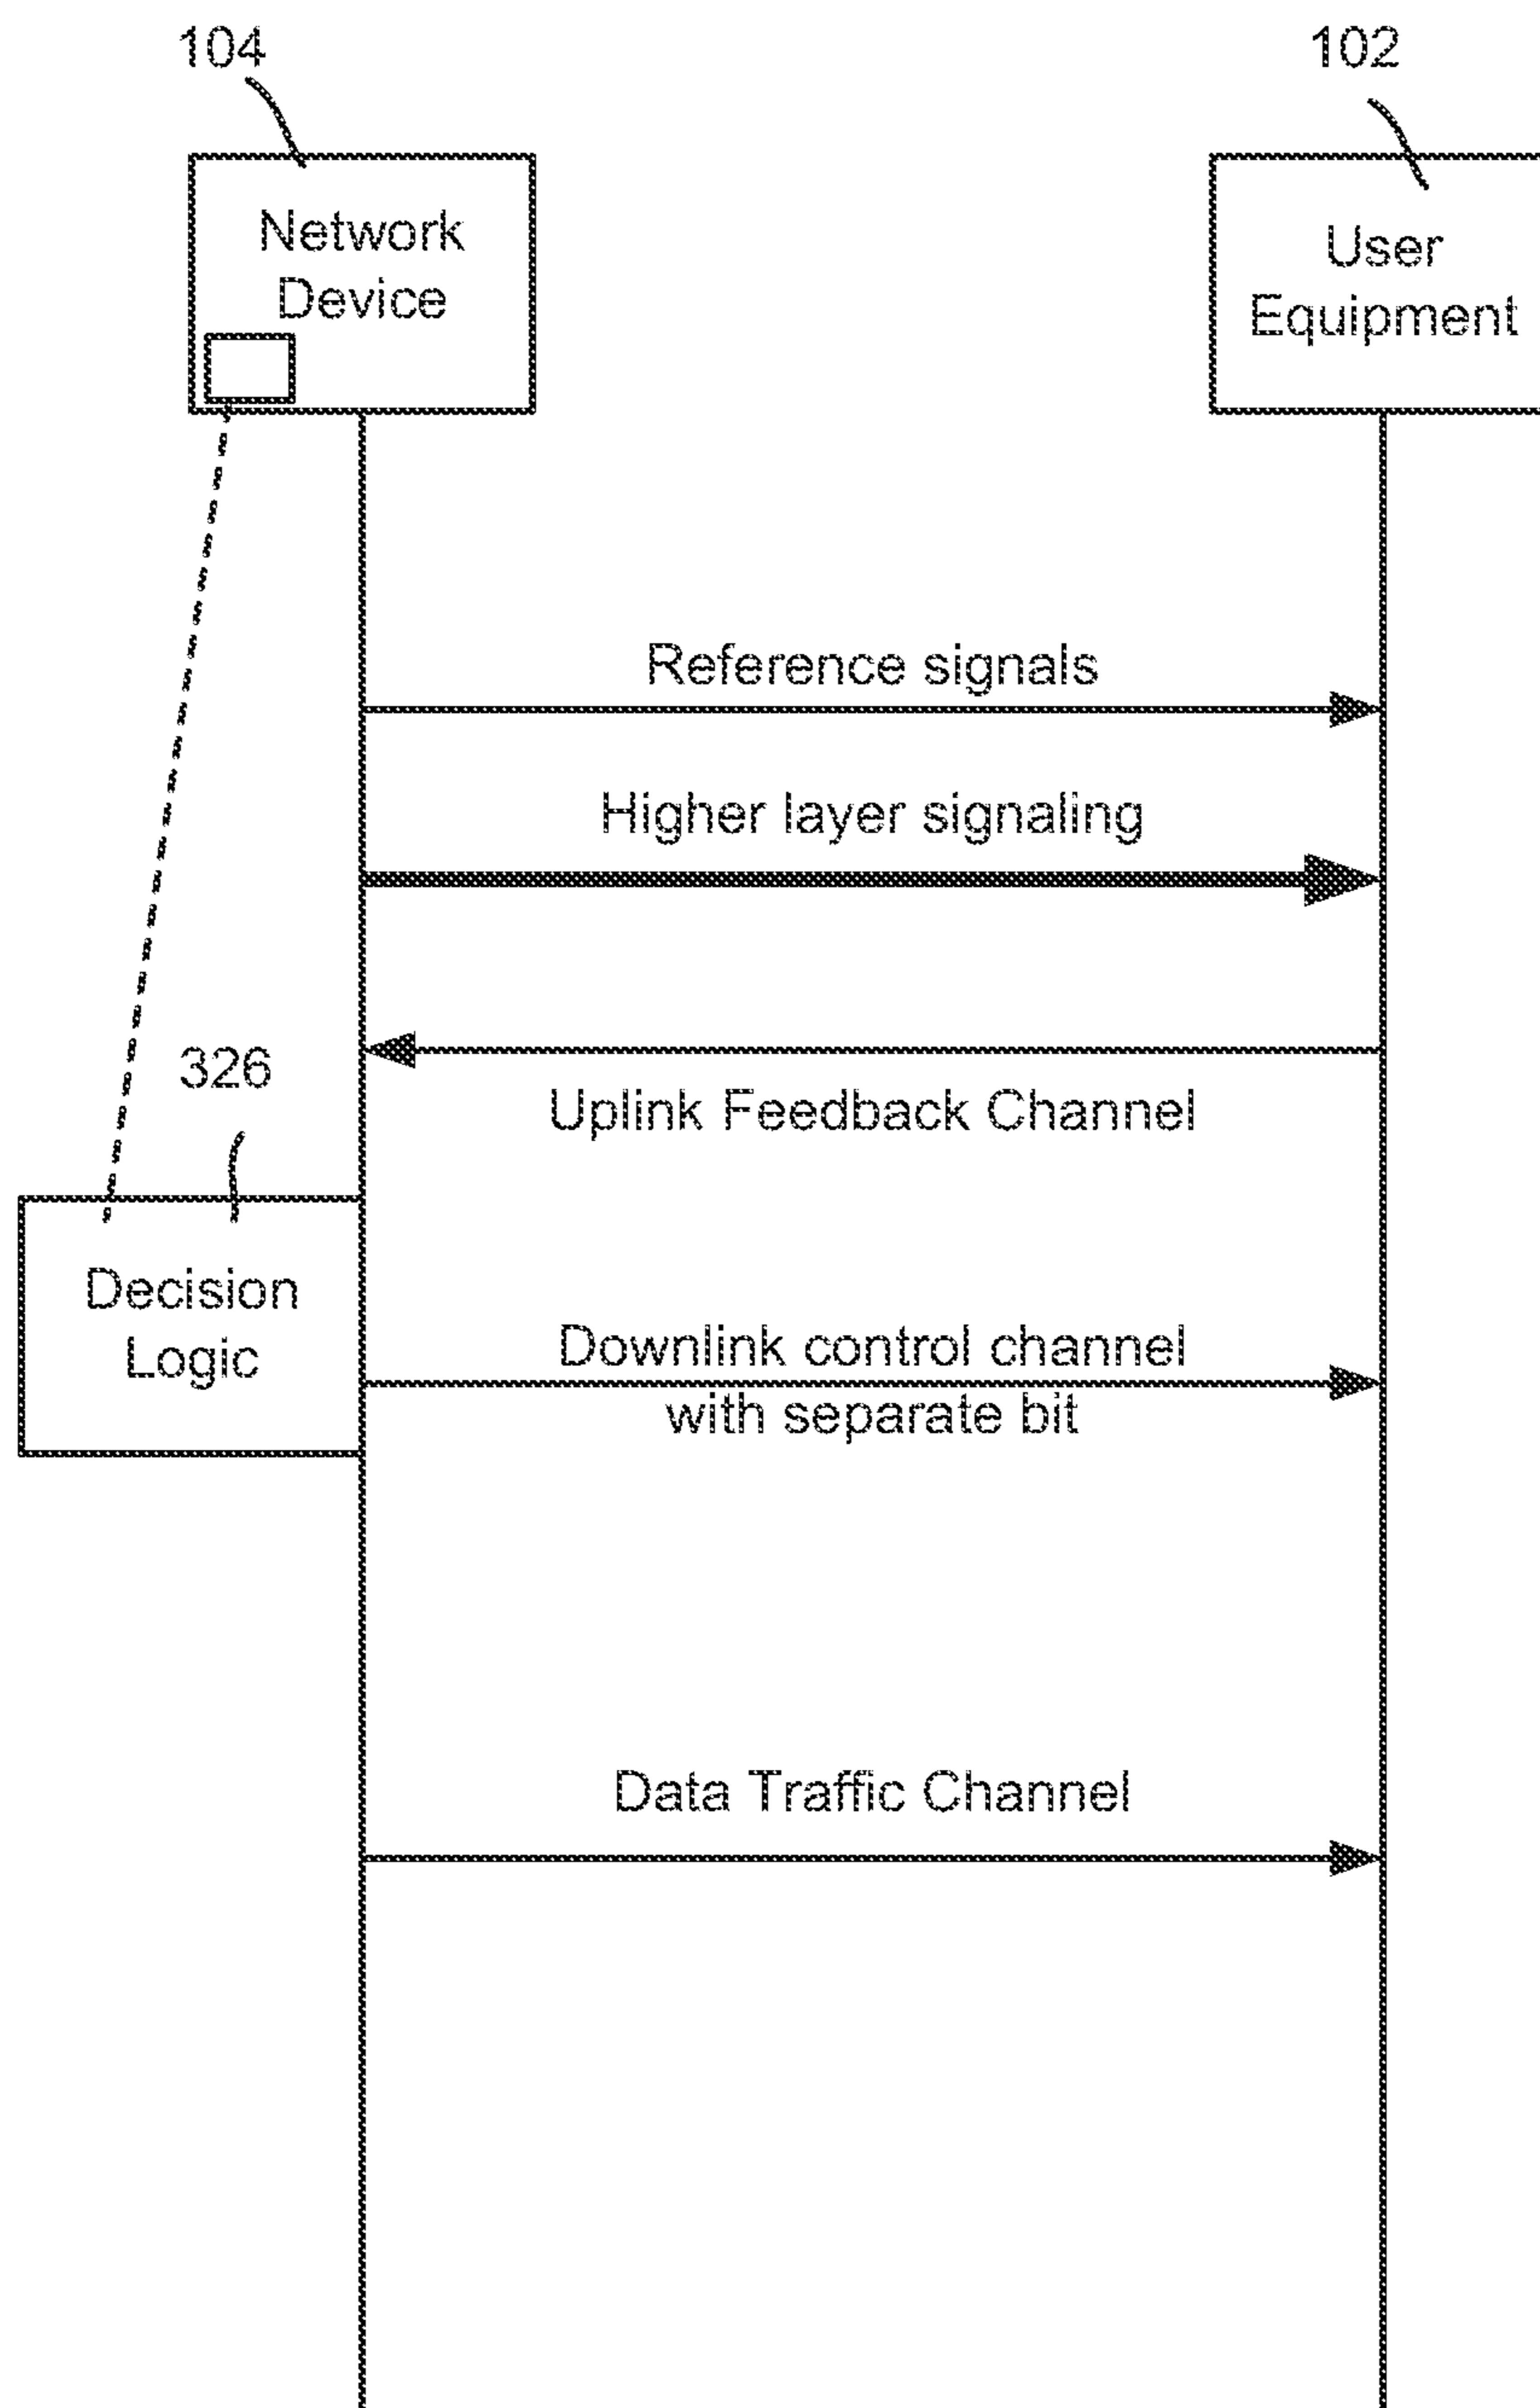 104
102
Network
Device
User
Equipment
Reference signals
Higher layer signaling
326
Uplink Feedback Channel
Decision
Logic
Downlink control channel
with separate bit
Data Traffic Channel